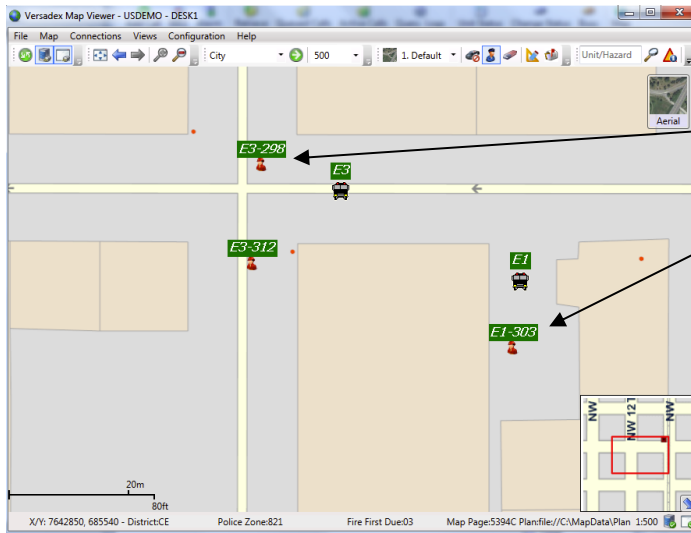 Versadex Map Viewer - USDEMO - DESK1
File Map Connections Views Configuration Help
City 500 1. Default Unit/Hazard
Aerial
E3-298
E3
E3-312
E1
E1-303
NW
NW 121
NW
20m
80ft
X/Y: 7642850, 685540 - District:CE Police Zone:821 Fire First Due:03 Map Page:5394C Plan:file://C:\MapData\Plan 1:500